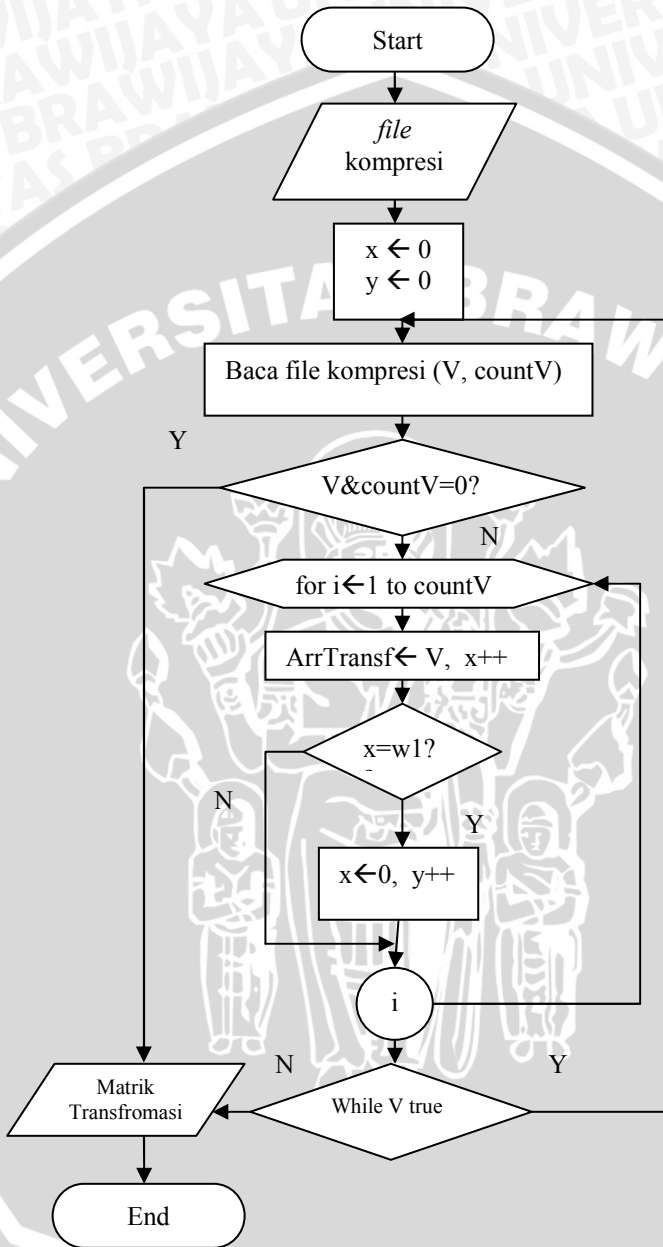 Start
file
kompresi
x ← 0
y ← 0
Baca file kompresi (V, countV)
Y
V&countV=0?
N
for i←1 to countV
ArrTransf← V, x++
x=w1?
N
Y
x←0, y++
i
N
Y
Matrik
Transfromasi
While V true
End